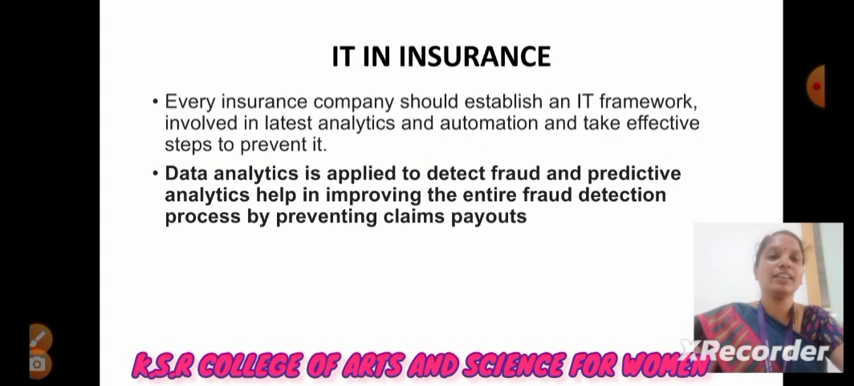 IT IN INSURANCE
• Every insurance company should establish an IT framework,
involved in latest analytics and automation and take effective
steps to prevent it.
• Data analytics is applied to detect fraud and predictive
analytics help in improving the entire fraud detection
process by preventing claims payouts
K.S.R COLLEGE OF ARTS AND SCIENCE FOR WOMEN
XRecorder